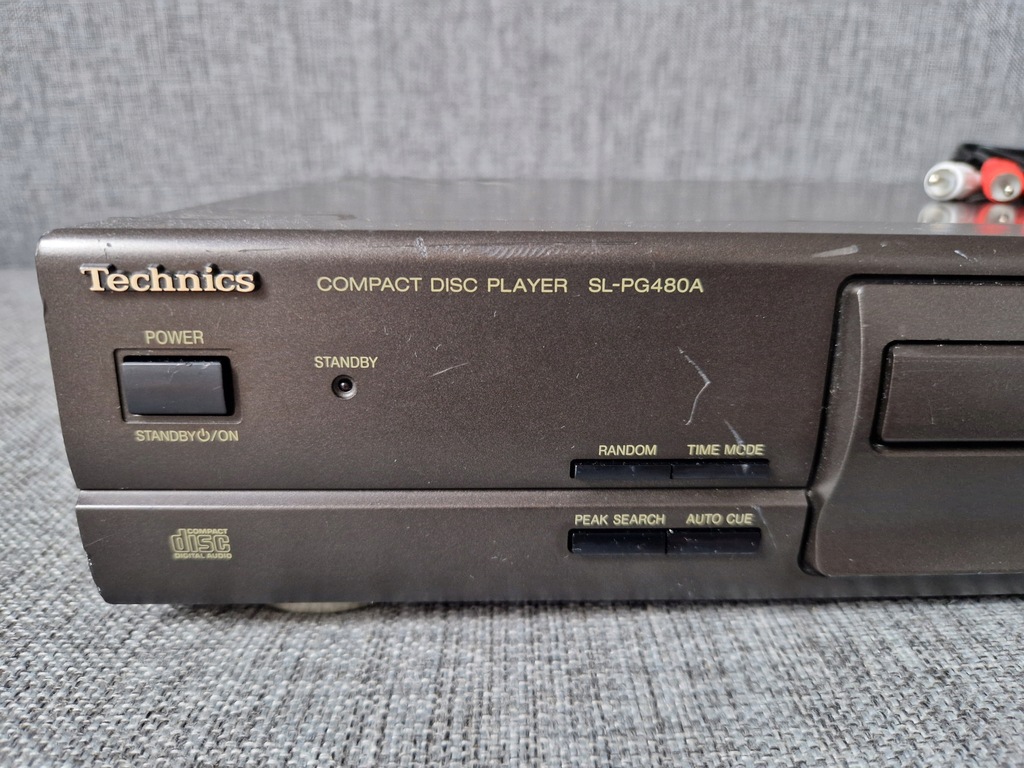 Technics
COMPACT DISC PLAYER SL-PG480A
POWER
STANDBY
STANDBY⏻/ON
RANDOM TIME MODE
PEAK SEARCH AUTO CUE
COMPACT
disc
DIGITAL AUDIO